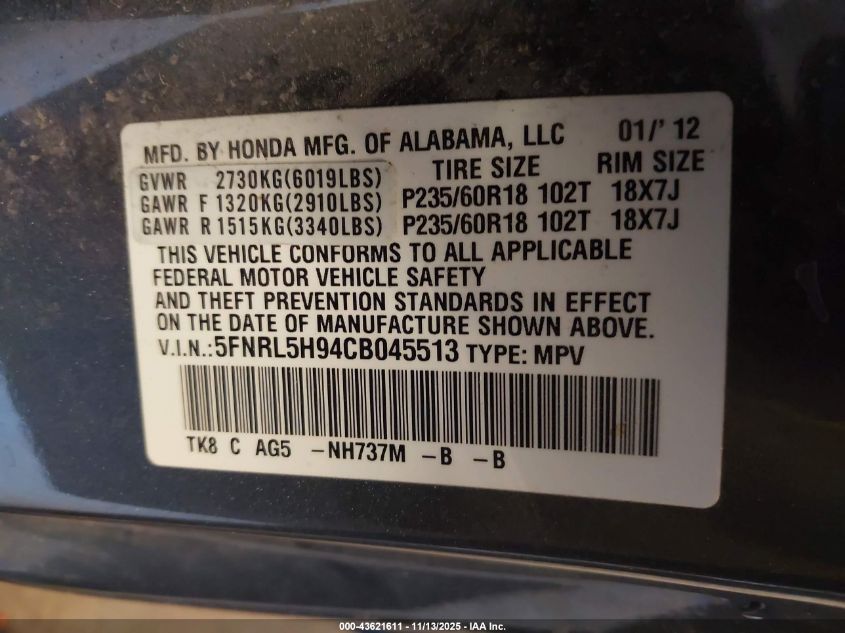 MFD. BY HONDA MFG. OF ALABAMA, LLC 01/' 12
TIRE SIZE RIM SIZE
GVWR 2730KG(6019LBS)
GAWR F 1320KG(2910LBS) P235/60R18 102T 18X7J
GAWR R 1515KG(3340LBS) P235/60R18 102T 18X7J
THIS VEHICLE CONFORMS TO ALL APPLICABLE
FEDERAL MOTOR VEHICLE SAFETY
AND THEFT PREVENTION STANDARDS IN EFFECT
ON THE DATE OF MANUFACTURE SHOWN ABOVE.
V.I.N.:5FNRL5H94CB045513 TYPE: MPV
TK8 C AG5 -NH737M -B -B
000-43621611 - 11/13/2025 - IAA Inc.